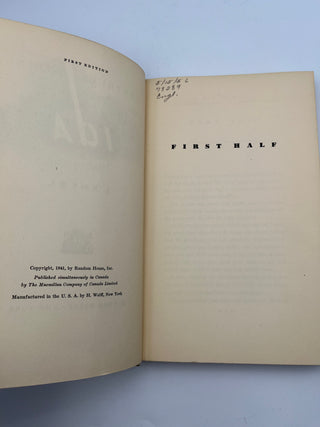 FIRST EDITION
Copyright, 1941, by Random House, Inc.
Published simultaneously in Canada
by The Macmillan Company of Canada Limited
Manufactured in the U. S. A. by H. Wolff, New York
Engl.
FIRST HALF